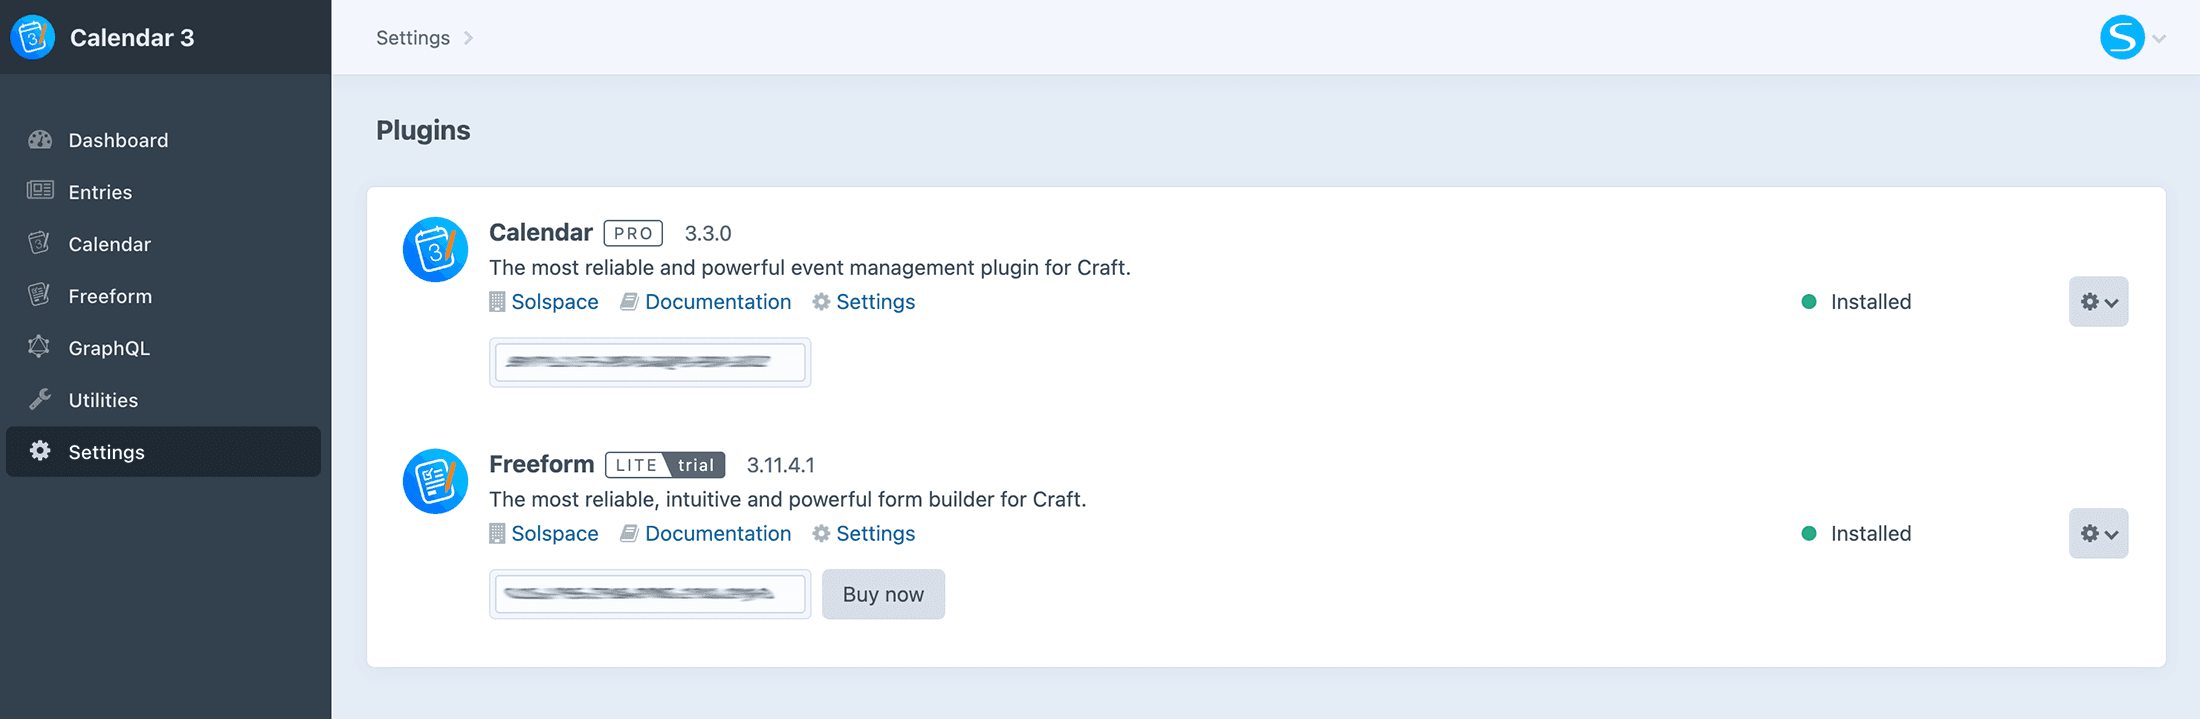 Calendar 3
Settings
Dashboard
Entries
Calendar
Freeform
GraphQL
Utilities
Settings
Plugins
Calendar PRO 3.3.0
The most reliable and powerful event management plugin for Craft.
Solspace Documentation Settings
Installed
Freeform LITE trial 3.11.4.1
The most reliable, intuitive and powerful form builder for Craft.
Solspace Documentation Settings
Installed
Buy now